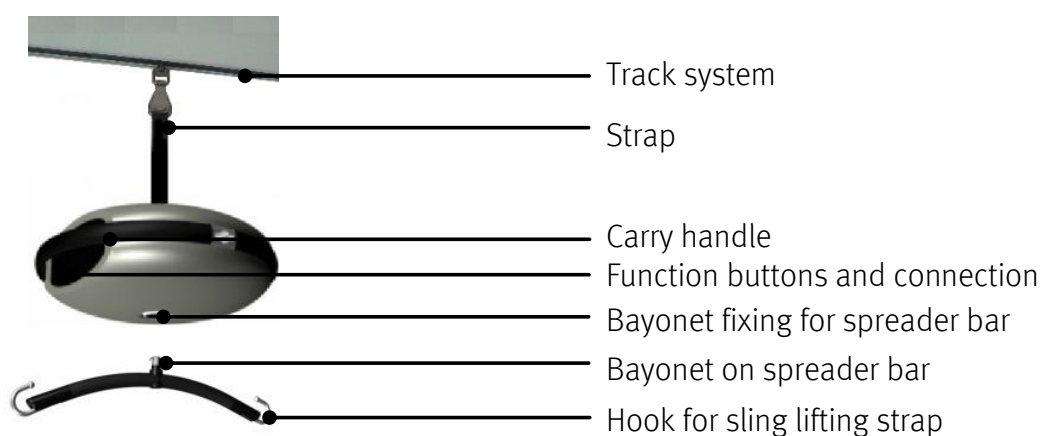 Track system
Strap
Carry handle
Function buttons and connection
Bayonet fixing for spreader bar
Bayonet on spreader bar
Hook for sling lifting strap